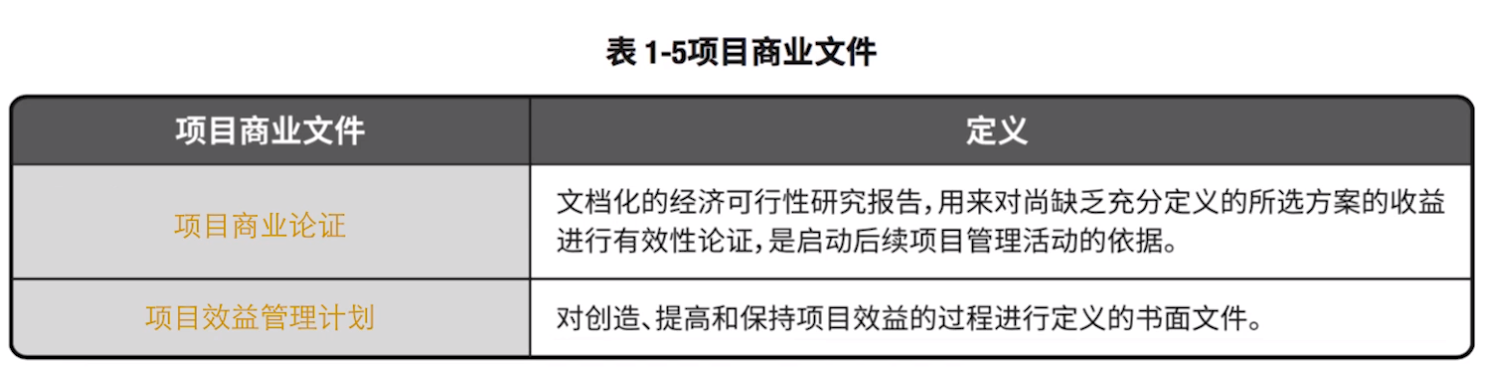 表 1-5项目商业文件
项目商业文件
定义
项目商业论证
文档化的经济可行性研究报告，用来对尚缺乏充分定义的所选方案的收益
进行有效性论证，是启动后续项目管理活动的依据。
项目效益管理计划
对创造、提高和保持项目效益的过程进行定义的书面文件。